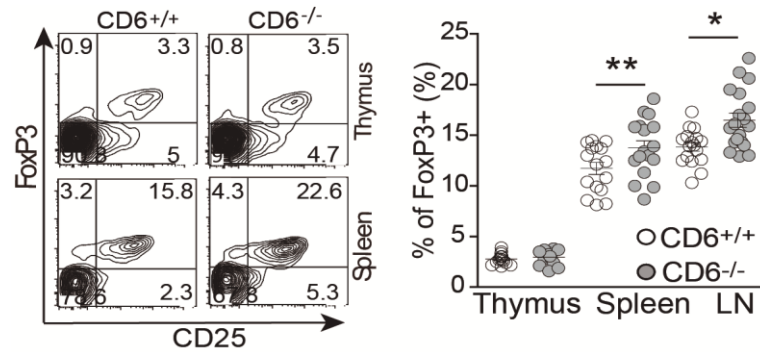 CD6+/+ CD6-/-
FoxP3
0.9 3.3
5
0.8 3.5
4.7
Thymus
3.2 15.8
2.3
4.3 22.6
5.3
Spleen
CD25
% of FoxP3+ (%)
25
20
15
10
5
0
** *
CD6+/+
CD6-/-
Thymus Spleen LN